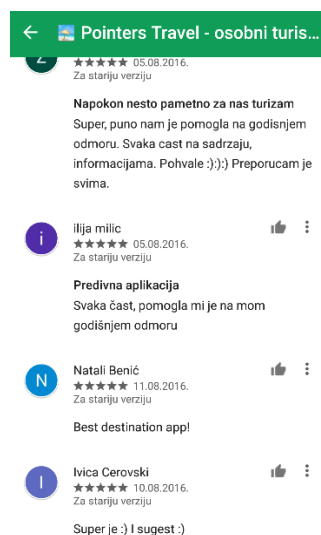 Pointers Travel - osobni turis...
Z
★★★★★ 05.08.2016.
Za stariju verziju
Napokon nesto pametno za nas turizam
Super, puno nam je pomogla na godisnjem
odmoru. Svaka cast na sadrzaju,
informacijama. Pohvale :):):) Preporucam je
svima.
i
ilija milic
★★★★★ 05.08.2016.
Za stariju verziju
Predivna aplikacija
Svaka čast, pomogla mi je na mom
godišnjem odmoru
N
Natali Benić
★★★★★ 11.08.2016.
Za stariju verziju
Best destination app!
I
Ivica Cerovski
★★★★★ 10.08.2016.
Za stariju verziju
Super je :) I sugest :)